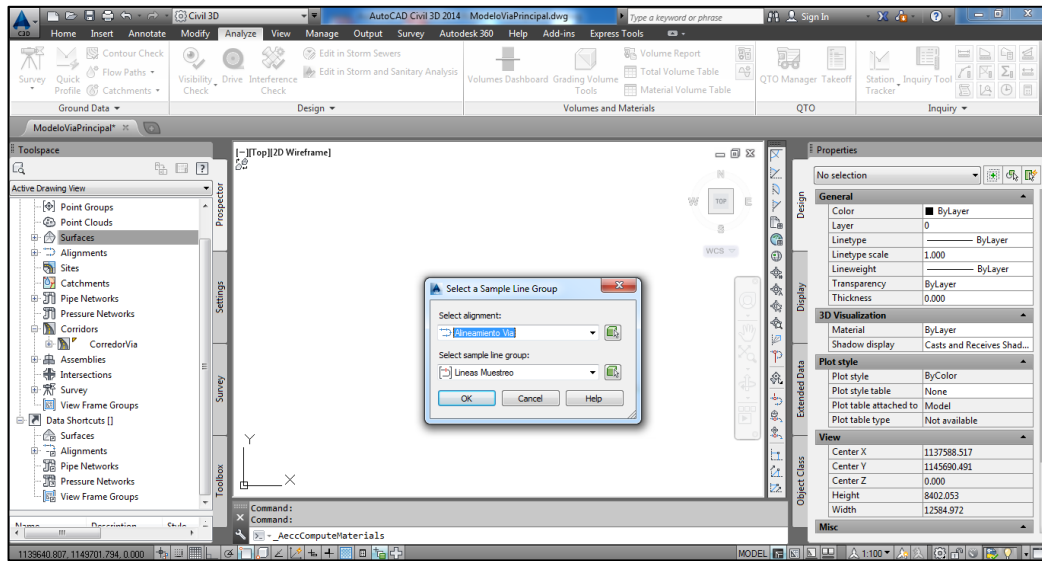 Civil 3D
AutoCAD Civil 3D 2014 ModeloViaPrincipal.dwg
Type a keyword or phrase
Sign In
C3D
Home Insert Annotate Modify Analyze View Manage Output Survey Autodesk 360 Help Add-ins Express Tools
Survey
Quick Profile
Contour Check
Flow Paths
Catchments
Visibility Check
Drive
Interference Check
Edit in Storm Sewers
Edit in Storm and Sanitary Analysis
Volumes Dashboard
Grading Volume Tools
Volume Report
Total Volume Table
Material Volume Table
QTO Manager
Takeoff
Station Tracker
Inquiry Tool
Ground Data
Design
Volumes and Materials
QTO
Inquiry
ModeloViaPrincipal*
Toolspace
Active Drawing View
Point Groups
Point Clouds
Surfaces
Alignments
Sites
Catchments
Pipe Networks
Pressure Networks
Corridors
CorredorVia
Assemblies
Intersections
Survey
View Frame Groups
Data Shortcuts []
Surfaces
Alignments
Pipe Networks
View Frame Groups
Name Description Style
Prospector
Settings
Survey
Toolbox
[−][Top][2D Wireframe]
N
W TOP E
S
WCS
Y
X
Select a Sample Line Group
Select alignment:
Alineamiento Via
Select sample line group:
Lineas Muestreo
OK Cancel Help
Command:
Command:
_AeccComputeMaterials
Design
Display
Extended Data
Object Class
Properties
No selection
General
Color ByLayer
Layer 0
Linetype ByLayer
Linetype scale 1.000
Lineweight ByLayer
Transparency ByLayer
Thickness 0.000
3D Visualization
Material ByLayer
Shadow display Casts and Receives Shad...
Plot style
Plot style ByColor
Plot style table None
Plot table attached to Model
Plot table type Not available
View
Center X 1137588.517
Center Y 1145690.491
Center Z 0.000
Height 8402.053
Width 12584.972
Misc
1139640.807, 1149701.794, 0.000
MODEL
1:100